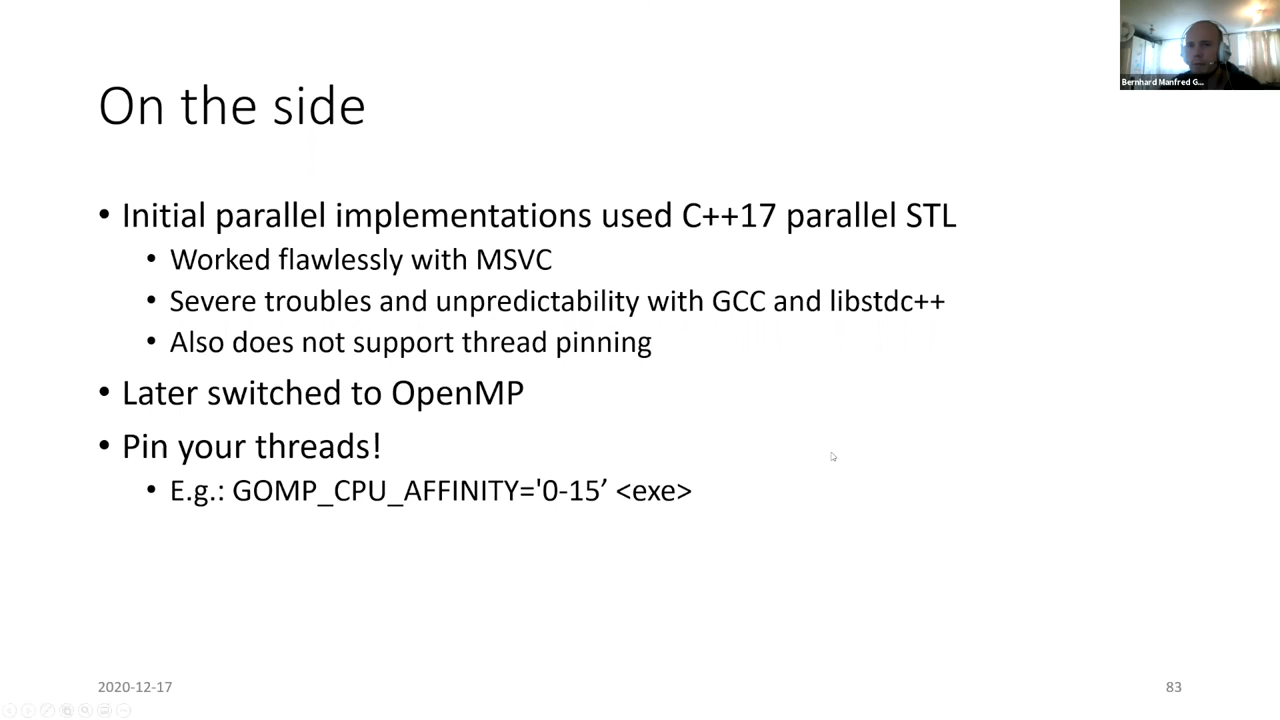 Bernhard Manfred G...
On the side
• Initial parallel implementations used C++17 parallel STL
• Worked flawlessly with MSVC
• Severe troubles and unpredictability with GCC and libstdc++
• Also does not support thread pinning
• Later switched to OpenMP
• Pin your threads!
• E.g.: GOMP_CPU_AFFINITY='0-15’ <exe>
2020-12-17
83